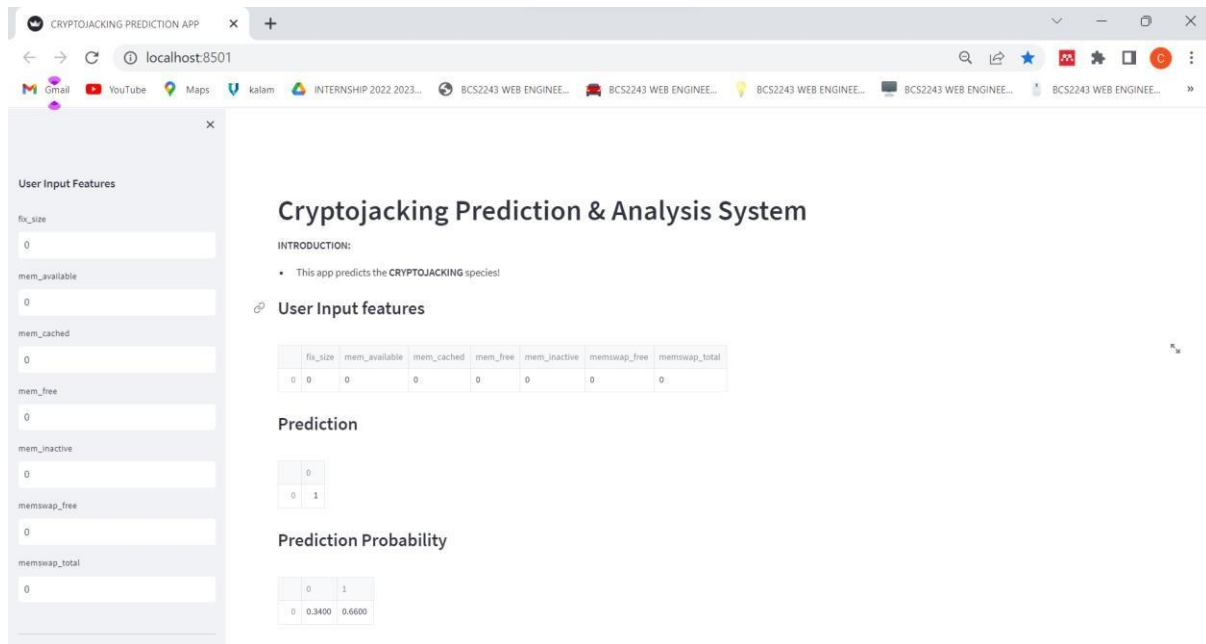 CRYPTOJACKING PREDICTION APP
localhost:8501
C
Gmail YouTube Maps kalam INTERNSHIP 2022 2023... BCS2243 WEB ENGINEE... BCS2243 WEB ENGINEE... BCS2243 WEB ENGINEE... BCS2243 WEB ENGINEE... BCS2243 WEB ENGINEE...
User Input Features
fix_size
0
mem_available
0
mem_cached
0
mem_free
0
mem_inactive
0
memswap_free
0
memswap_total
0
Cryptojacking Prediction & Analysis System
INTRODUCTION:
• This app predicts the CRYPTOJACKING species!
User Input features
fix_size mem_available mem_cached mem_free mem_inactive memswap_free memswap_total
0 0 0 0 0 0 0 0
Prediction
0
0 1
Prediction Probability
0 1
0 0.3400 0.6600